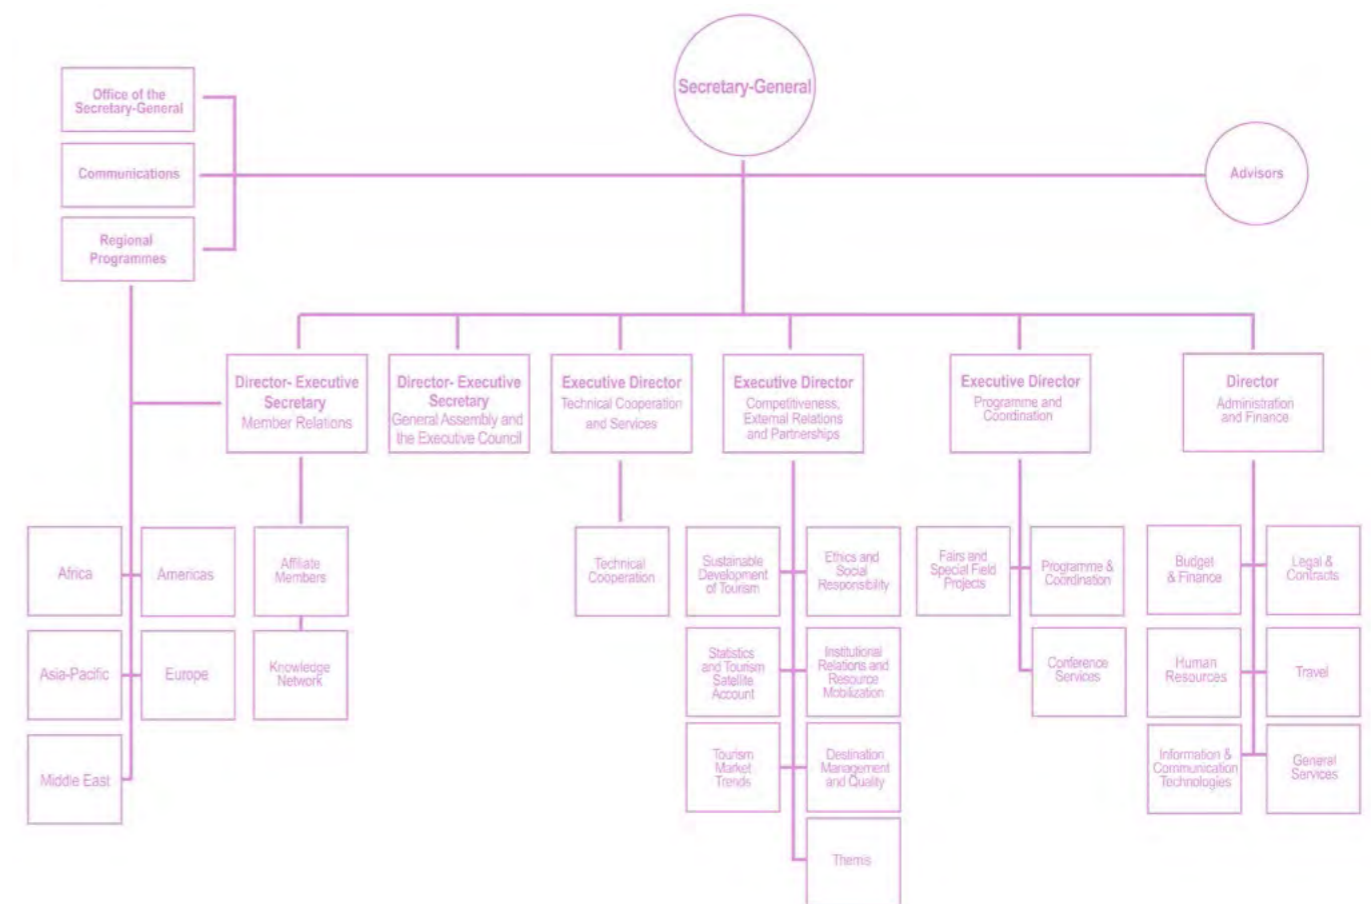 Secretary-General
Office of the
Secretary-General
Communications
Advisors
Regional
Programmes
Director- Executive
Secretary
Member Relations
Director- Executive
Secretary
General Assembly and
the Executive Council
Executive Director
Technical Cooperation
and Services
Executive Director
Competitiveness,
External Relations
and Partnerships
Executive Director
Programme and
Coordination
Director
Administration
and Finance
Africa
Americas
Affiliate
Members
Technical
Cooperation
Sustainable
Development
of Tourism
Ethics and
Social
Responsibility
Fairs and
Special Field
Projects
Programme &
Coordination
Budget
& Finance
Legal &
Contracts
Asia-Pacific
Europe
Knowledge
Network
Statistics
and Tourism
Satellite
Account
Institutional
Relations and
Resource
Mobilization
Conference
Services
Human
Resources
Travel
Middle East
Tourism
Market
Trends
Destination
Management
and Quality
Information &
Communication
Technologies
General
Services
Themis